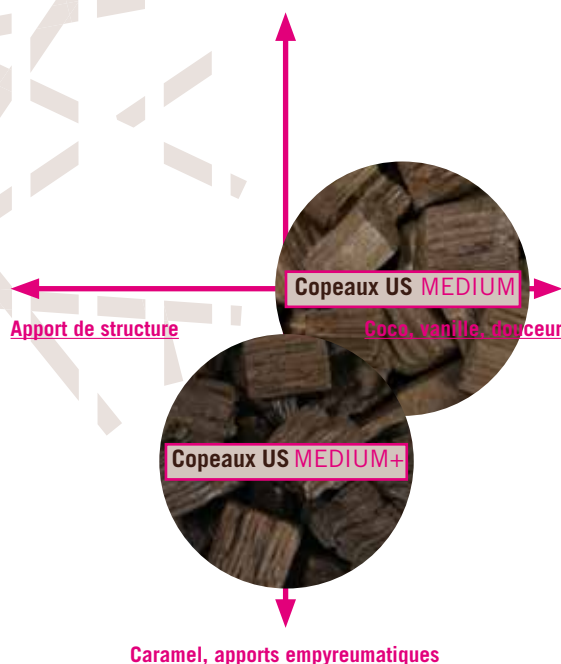 Copeaux US MEDIUM
Apport de structure
Coco, vanille, douceur
Copeaux US MEDIUM+
Caramel, apports empyreumatiques